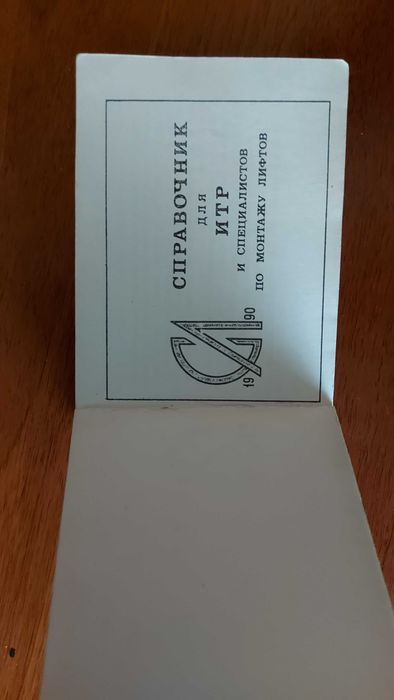 СПРАВОЧНИК
ДЛЯ
ИТР
И СПЕЦИАЛИСТОВ
ПО МОНТАЖУ ЛИФТОВ
19 90